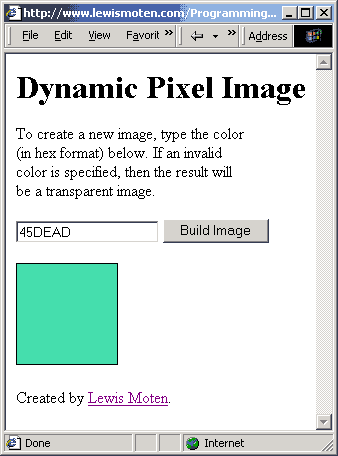 http://www.lewismoten.com/Programming...
File Edit View Favorit » » Address
Dynamic Pixel Image
To create a new image, type the color
(in hex format) below. If an invalid
color is specified, then the result will
be a transparent image.
45DEAD Build Image
Created by Lewis Moten.
Done Internet